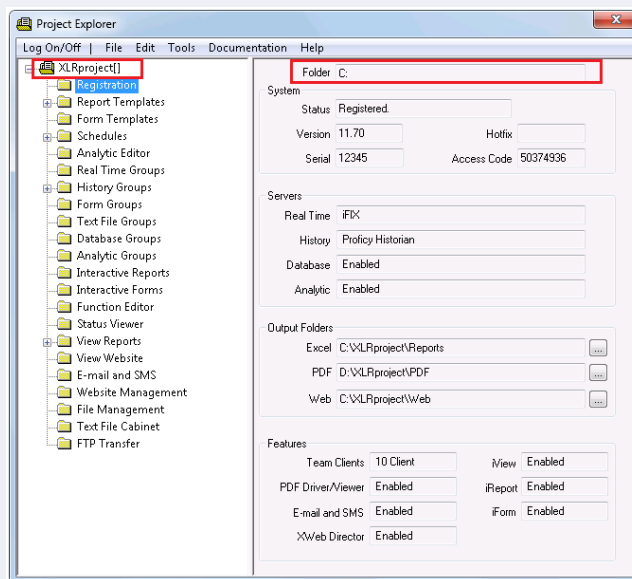 Project Explorer
Log On/Off | File Edit Tools Documentation Help
XLRproject[]
Registration
Report Templates
Form Templates
Schedules
Analytic Editor
Real Time Groups
History Groups
Form Groups
Text File Groups
Database Groups
Analytic Groups
Interactive Reports
Interactive Forms
Function Editor
Status Viewer
View Reports
View Website
E-mail and SMS
Website Management
File Management
Text File Cabinet
FTP Transfer
Folder C:
System
Status Registered.
Version 11.70 Hotfix
Serial 12345 Access Code 50374936
Servers
Real Time iFIX
History Proficy Historian
Database Enabled
Analytic Enabled
Output Folders
Excel C:\XLRproject\Reports ...
PDF D:\XLRproject\PDF ...
Web C:\XLRproject\Web ...
Features
Team Clients 10 Client iView Enabled
PDF Driver/Viewer Enabled iReport Enabled
E-mail and SMS Enabled iForm Enabled
XWeb Director Enabled